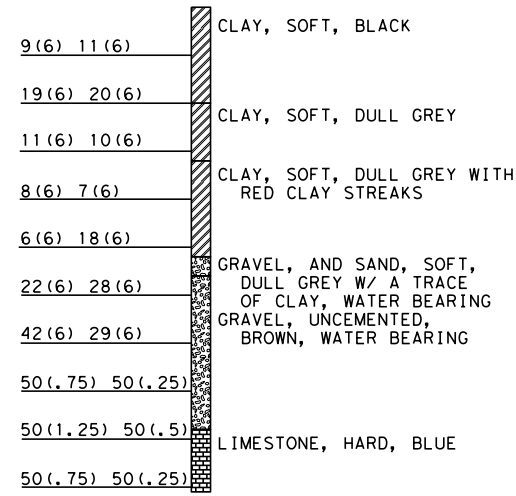 CLAY, SOFT, BLACK
9(6) 11(6)
19(6) 20(6)
CLAY, SOFT, DULL GREY
11(6) 10(6)
CLAY, SOFT, DULL GREY WITH
8(6) 7(6)
RED CLAY STREAKS
6(6) 18(6)
GRAVEL, AND SAND, SOFT,
DULL GREY W/ A TRACE
22(6) 28(6)
OF CLAY, WATER BEARING
GRAVEL, UNCEMENTED,
42(6) 29(6)
BROWN, WATER BEARING
50(.75) 50(.25)
50(1.25) 50(.5)
LIMESTONE, HARD, BLUE
50(.75) 50(.25)